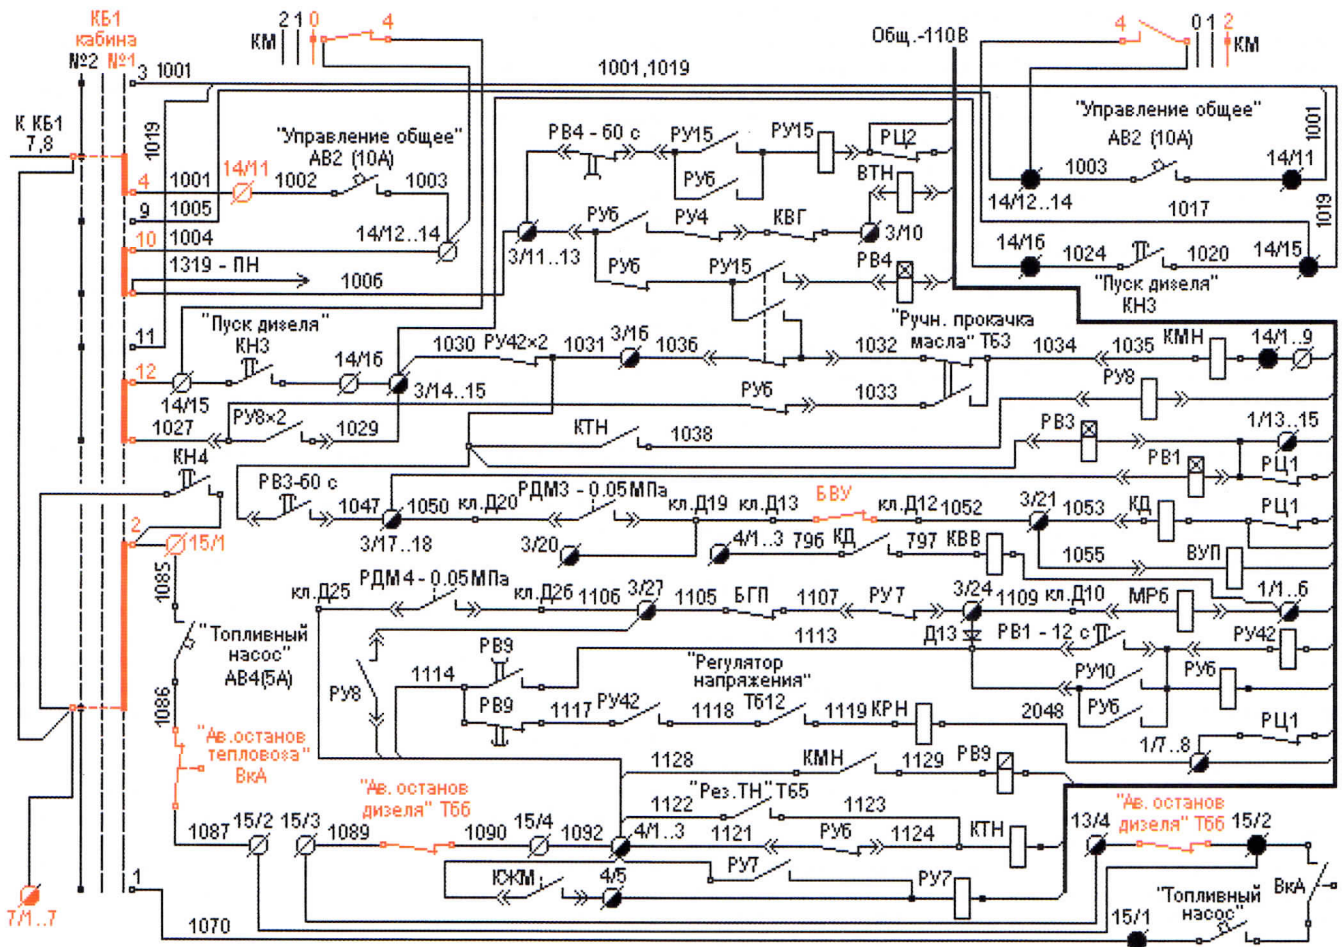 КБ1
кабина
№2 №1
210
4
КМ
Общ.-110В
4
0 1 2
КМ
3 1001
1001,1019
К КБ1
7,8
1019
"Управление общее"
АВ2 (10А)
14/11
4 1001
1002
1003
9 1005
10 1004
14/12..14
1319 - ПН
1006
РВ4 - 60 с
РУ15
РУ15
РЦ2
РУ6
ВТН
РУ6
РУ4
КВГ
3/11..13
3/10
РУ6
РУ15
РВ4
"Управление общее"
АВ2 (10А)
1003
14/11
14/12..14
1001
1017
1019
14/16
1024
1020
14/15
"Пуск дизеля"
КН3
11
"Пуск дизеля"
КН3
14/16
12
14/15
3/14..15
1030
РУ42×2
1031
3/16
1036
1032
"Ручн. прокачка
масла" ТБ3
1034
1035
КМН
14/1..9
РУ8×2
1027
1029
РУ6
1033
РУ8
КТН
1038
РВ3
1/13..15
КН4
РВ1
РЦ1
РВ3-60 с
1047
1050
кл.Д20
РДМ3 - 0.05МПа
кл.Д19
кл.Д13
БВУ
кл.Д12
1052
3/21
1053
КД
РЦ1
3/17..18
3/20
4/1..3
796
КД
797
КВВ
1055
ВУП
2
15/1
1085
РДМ4 - 0.05МПа
кл.Д25
кл.Д26
1106
3/27
1105
БГП
1107
РУ7
3/24
1109
кл.Д10
МР6
1/1..6
"Топливный
насос"
АВ4(5А)
1113
Д13
РВ1 - 12 с
РУ42
РВ9
1114
РУ8
"Регулятор
напряжения"
РУ10
РУ6
РУ6
1086
РВ9
1117
РУ42
1118
ТБ12
1119
КРН
2048
РЦ1
1/7..8
"Ав.останов
тепловоза"
ВкА
1128
КМН
1129
РВ9
"Ав. останов
дизеля" ТБ6
"Рез.ТН" ТБ5
1122
1123
1087
15/2
15/3
1089
1090
15/4
1092
4/1..3
1121
РУ6
1124
КТН
13/4
"Ав. останов
дизеля" ТБ6
15/2
РУ7
КЖМ
4/5
РУ7
ВкА
7/1..7
1
1070
"Топливный
насос"
15/1